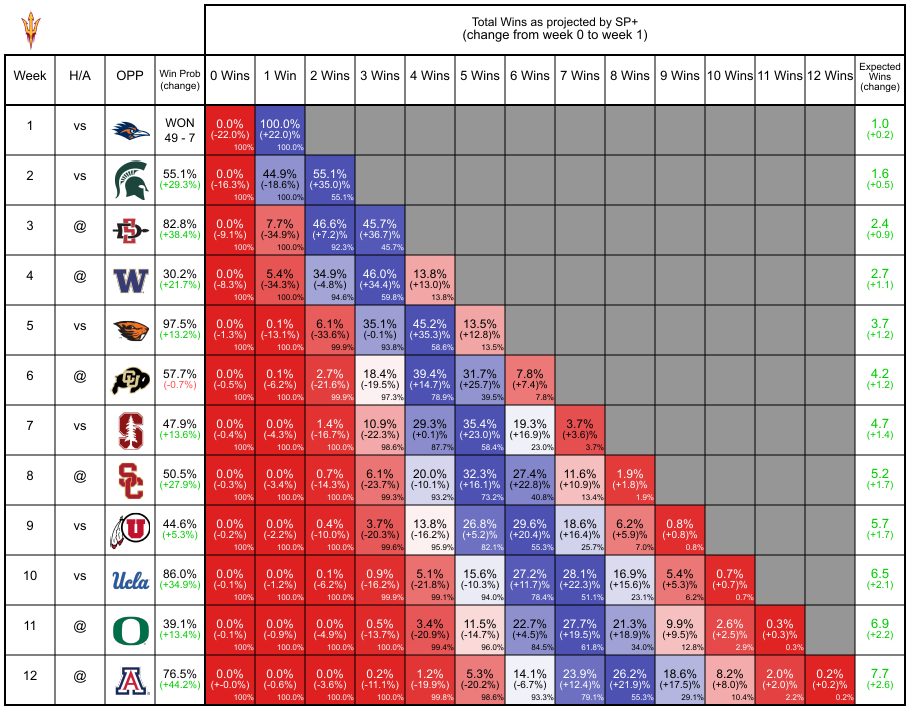 Total Wins as projected by SP+
(change from week 0 to week 1)
Week H/A OPP Win Prob (change) 0 Wins 1 Win 2 Wins 3 Wins 4 Wins 5 Wins 6 Wins 7 Wins 8 Wins 9 Wins 10 Wins 11 Wins 12 Wins Expected Wins (change)
1 vs WON 0.0% 100.0% 1.0
49 - 7 (-22.0%) (+22.0)% (+0.2)
100% 100.0%
2 vs 55.1% 0.0% 44.9% 55.1% 1.6
(+29.3%) (-16.3%) (-18.6%) (+35.0)% (+0.5)
100% 100.0% 55.1%
3 @ SD 82.8% 0.0% 7.7% 46.6% 45.7% 2.4
(+38.4%) (-9.1%) (-34.9%) (+7.2)% (+36.7)% (+0.9)
100% 100.0% 92.3% 45.7%
4 @ W 30.2% 0.0% 5.4% 34.9% 46.0% 13.8% 2.7
(+21.7%) (-8.3%) (-34.3%) (-4.8%) (+34.4)% (+13.0)% (+1.1)
100% 100.0% 94.6% 59.8% 13.8%
5 vs 97.5% 0.0% 0.1% 6.1% 35.1% 45.2% 13.5% 3.7
(+13.2%) (-1.3%) (-13.1%) (-33.6%) (-0.1%) (+35.3)% (+12.8)% (+1.2)
100% 100.0% 99.9% 93.8% 58.6% 13.5%
6 @ CU 57.7% 0.0% 0.1% 2.7% 18.4% 39.4% 31.7% 7.8% 4.2
(-0.7%) (-0.5%) (-6.2%) (-21.6%) (-19.5%) (+14.7)% (+25.7)% (+7.4)% (+1.2)
100% 100.0% 99.9% 97.3% 78.9% 39.5% 7.8%
7 vs S 47.9% 0.0% 0.0% 1.4% 10.9% 29.3% 35.4% 19.3% 3.7% 4.7
(+13.6%) (-0.4%) (-4.3%) (-16.7%) (-22.3%) (+0.1)% (+23.0)% (+16.9)% (+3.6)% (+1.4)
100% 100.0% 100.0% 98.6% 87.7% 58.4% 23.0% 3.7%
8 @ SC 50.5% 0.0% 0.0% 0.7% 6.1% 20.0% 32.3% 27.4% 11.6% 1.9% 5.2
(+27.9%) (-0.3%) (-3.4%) (-14.3%) (-23.7%) (-10.1%) (+16.1)% (+22.8)% (+10.9)% (+1.8)% (+1.7)
100% 100.0% 100.0% 99.3% 93.2% 73.2% 40.8% 13.4% 1.9%
9 vs U 44.6% 0.0% 0.0% 0.4% 3.7% 13.8% 26.8% 29.6% 18.6% 6.2% 0.8% 5.7
(+5.3%) (-0.2%) (-2.2%) (-10.0%) (-20.3%) (-16.2%) (+5.2)% (+20.4)% (+16.4)% (+5.9)% (+0.8)% (+1.7)
100% 100.0% 100.0% 99.6% 95.9% 82.1% 55.3% 25.7% 7.0% 0.8%
10 vs Ucla 86.0% 0.0% 0.0% 0.1% 0.9% 5.1% 15.6% 27.2% 28.1% 16.9% 5.4% 0.7% 6.5
(+34.9%) (-0.1%) (-1.2%) (-6.2%) (-16.2%) (-21.8%) (-10.3%) (+11.7)% (+22.3)% (+15.6)% (+5.3)% (+0.7)% (+2.1)
100% 100.0% 100.0% 99.9% 99.1% 94.0% 78.4% 51.1% 23.1% 6.2% 0.7%
11 @ O 39.1% 0.0% 0.0% 0.0% 0.5% 3.4% 11.5% 22.7% 27.7% 21.3% 9.9% 2.6% 0.3% 6.9
(+13.4%) (-0.1%) (-0.9%) (-4.9%) (-13.7%) (-20.9%) (-14.7%) (+4.5)% (+19.5)% (+18.9)% (+9.5)% (+2.5)% (+0.3)% (+2.2)
100% 100.0% 100.0% 100.0% 99.4% 96.0% 84.5% 61.8% 34.0% 12.8% 2.9% 0.3%
12 @ A 76.5% 0.0% 0.0% 0.0% 0.2% 1.2% 5.3% 14.1% 23.9% 26.2% 18.6% 8.2% 2.0% 0.2% 7.7
(+44.2%) (+-0.0%) (-0.6%) (-3.6%) (-11.1%) (-19.9%) (-20.2%) (-6.7%) (+12.4)% (+21.9)% (+17.5)% (+8.0)% (+2.0)% (+0.2)% (+2.6)
100% 100.0% 100.0% 100.0% 99.8% 98.6% 93.3% 79.1% 55.3% 29.1% 10.4% 2.2% 0.2%